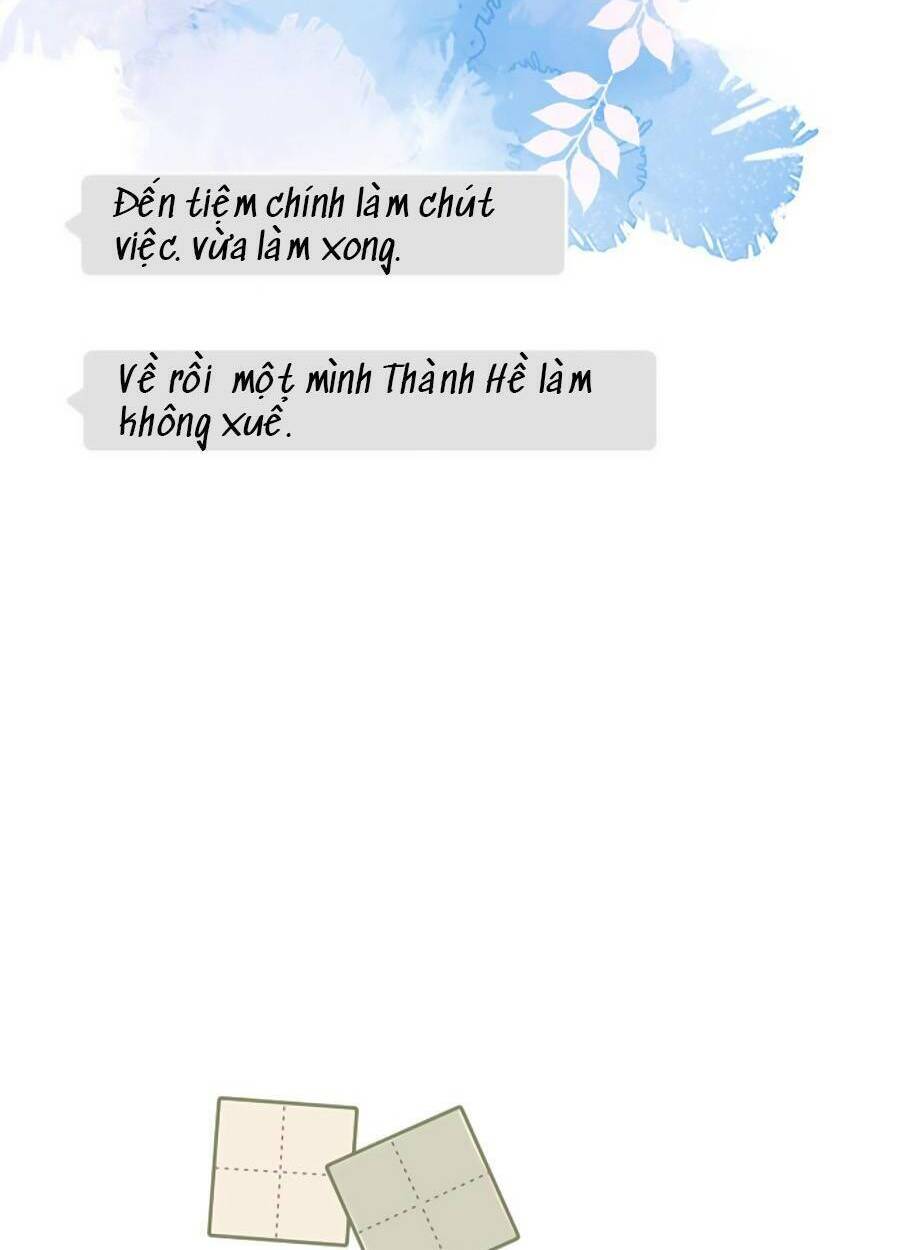 Đến tiệm chính làm chút
việc. vừa làm xong.
Về rồi một mình Thành Hề làm
không xuể.